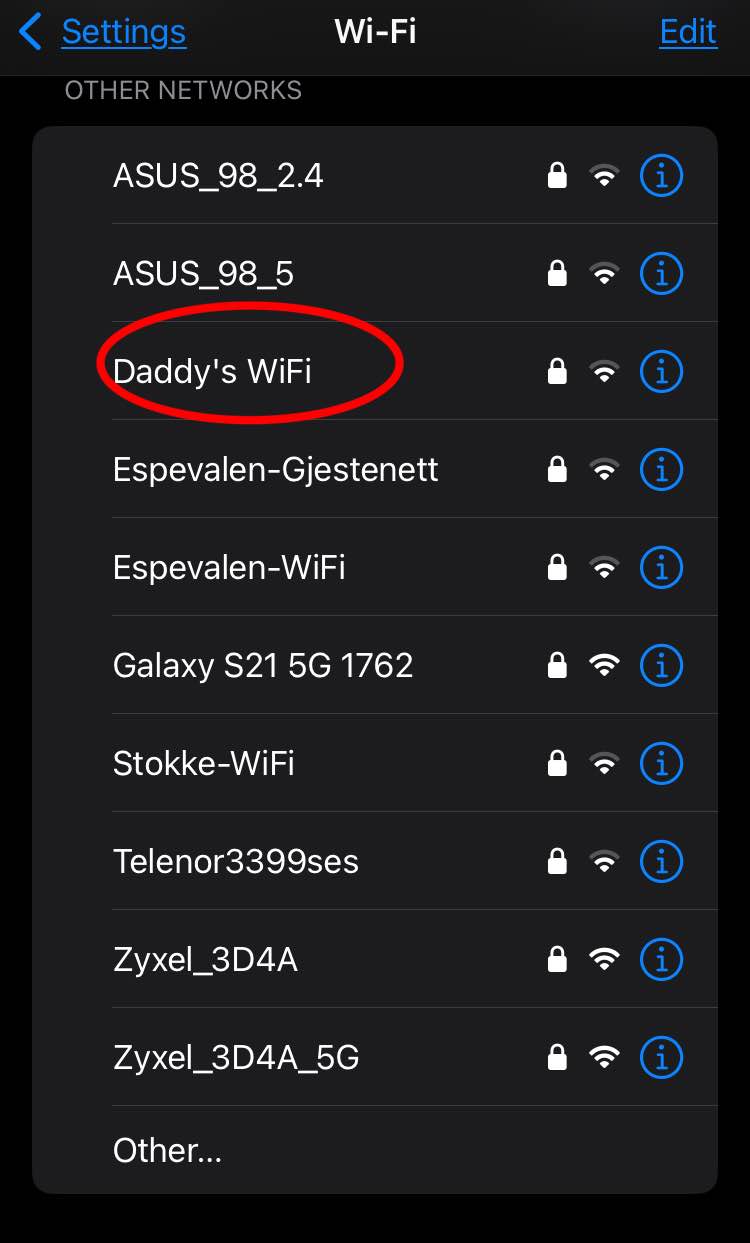 Settings
Wi-Fi
Edit
OTHER NETWORKS
ASUS_98_2.4
ASUS_98_5
Daddy's WiFi
Espevalen-Gjestenett
Espevalen-WiFi
Galaxy S21 5G 1762
Stokke-WiFi
Telenor3399ses
Zyxel_3D4A
Zyxel_3D4A_5G
Other...